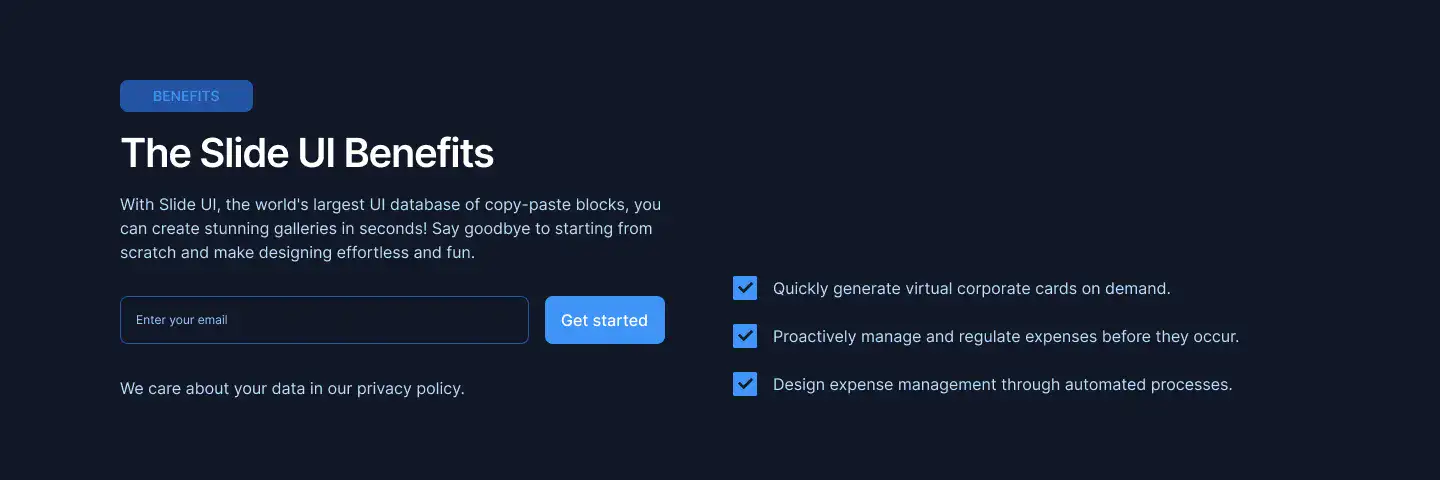 BENEFITS
The Slide UI Benefits
With Slide UI, the world's largest UI database of copy-paste blocks, you
can create stunning galleries in seconds! Say goodbye to starting from
scratch and make designing effortless and fun.
Enter your email
Get started
We care about your data in our privacy policy.
Quickly generate virtual corporate cards on demand.
Proactively manage and regulate expenses before they occur.
Design expense management through automated processes.